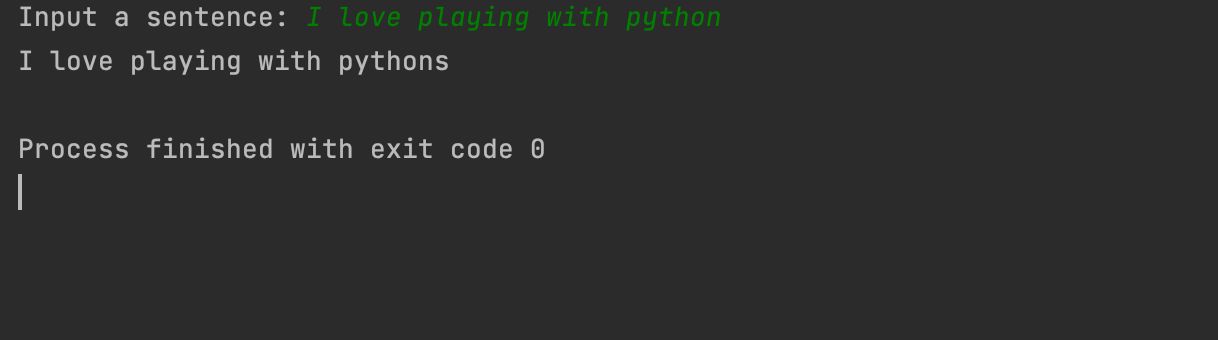 Input a sentence: I love playing with python
I love playing with pythons
Process finished with exit code 0